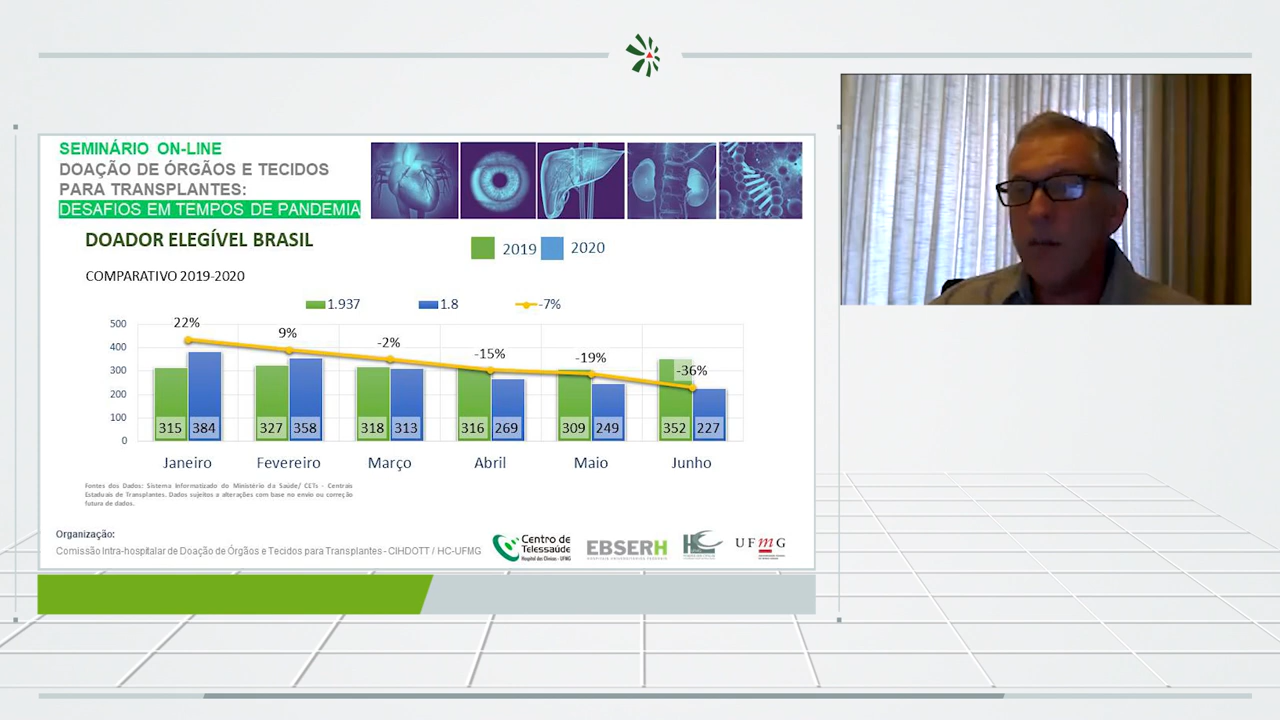 SEMINÁRIO ON-LINE
DOAÇÃO DE ÓRGÃOS E TECIDOS
PARA TRANSPLANTES:
DESAFIOS EM TEMPOS DE PANDEMIA
DOADOR ELEGÍVEL BRASIL
2019 2020
COMPARATIVO 2019-2020
1.937 1.8 -7%
500
400
300
200
100
0
22% 9% -2% -15% -19% -36%
315 384 327 358 318 313 316 269 309 249 352 227
Janeiro Fevereiro Março Abril Maio Junho
Fontes dos Dados: Sistema Informatizado do Ministério da Saúde/ CETs - Centrais
Estaduais de Transplantes. Dados sujeitos a alterações com base no envio ou correção
futura de dados.
Organização:
Comissão Intra-hospitalar de Doação de Órgãos e Tecidos para Transplantes - CIHDOTT / HC-UFMG
Centro de
Telessaúde
Hospital das Clínicas - UFMG
EBSERH
HOSPITAIS UNIVERSITÁRIOS FEDERAIS
HC
UFMG